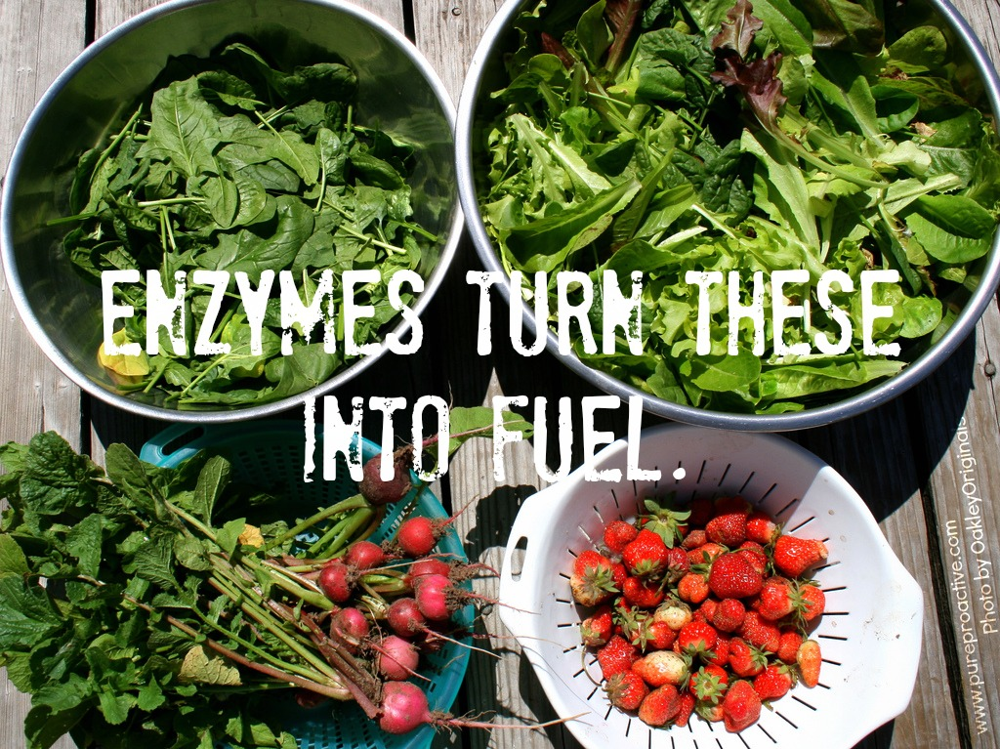 ENZYMES TURN THESE
INTO FUEL.
www.pureproactive.com
Photo by OakleyOriginals